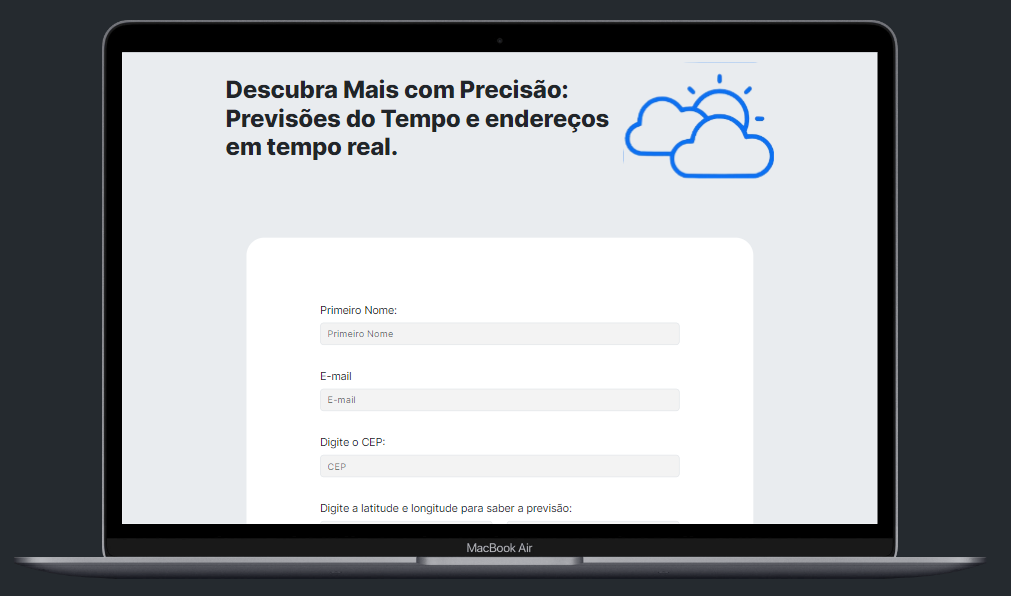 Descubra Mais com Precisão:
Previsões do Tempo e endereços
em tempo real.
Primeiro Nome:
Primeiro Nome
E-mail
E-mail
Digite o CEP:
CEP
Digite a latitude e longitude para saber a previsão:
MacBook Air